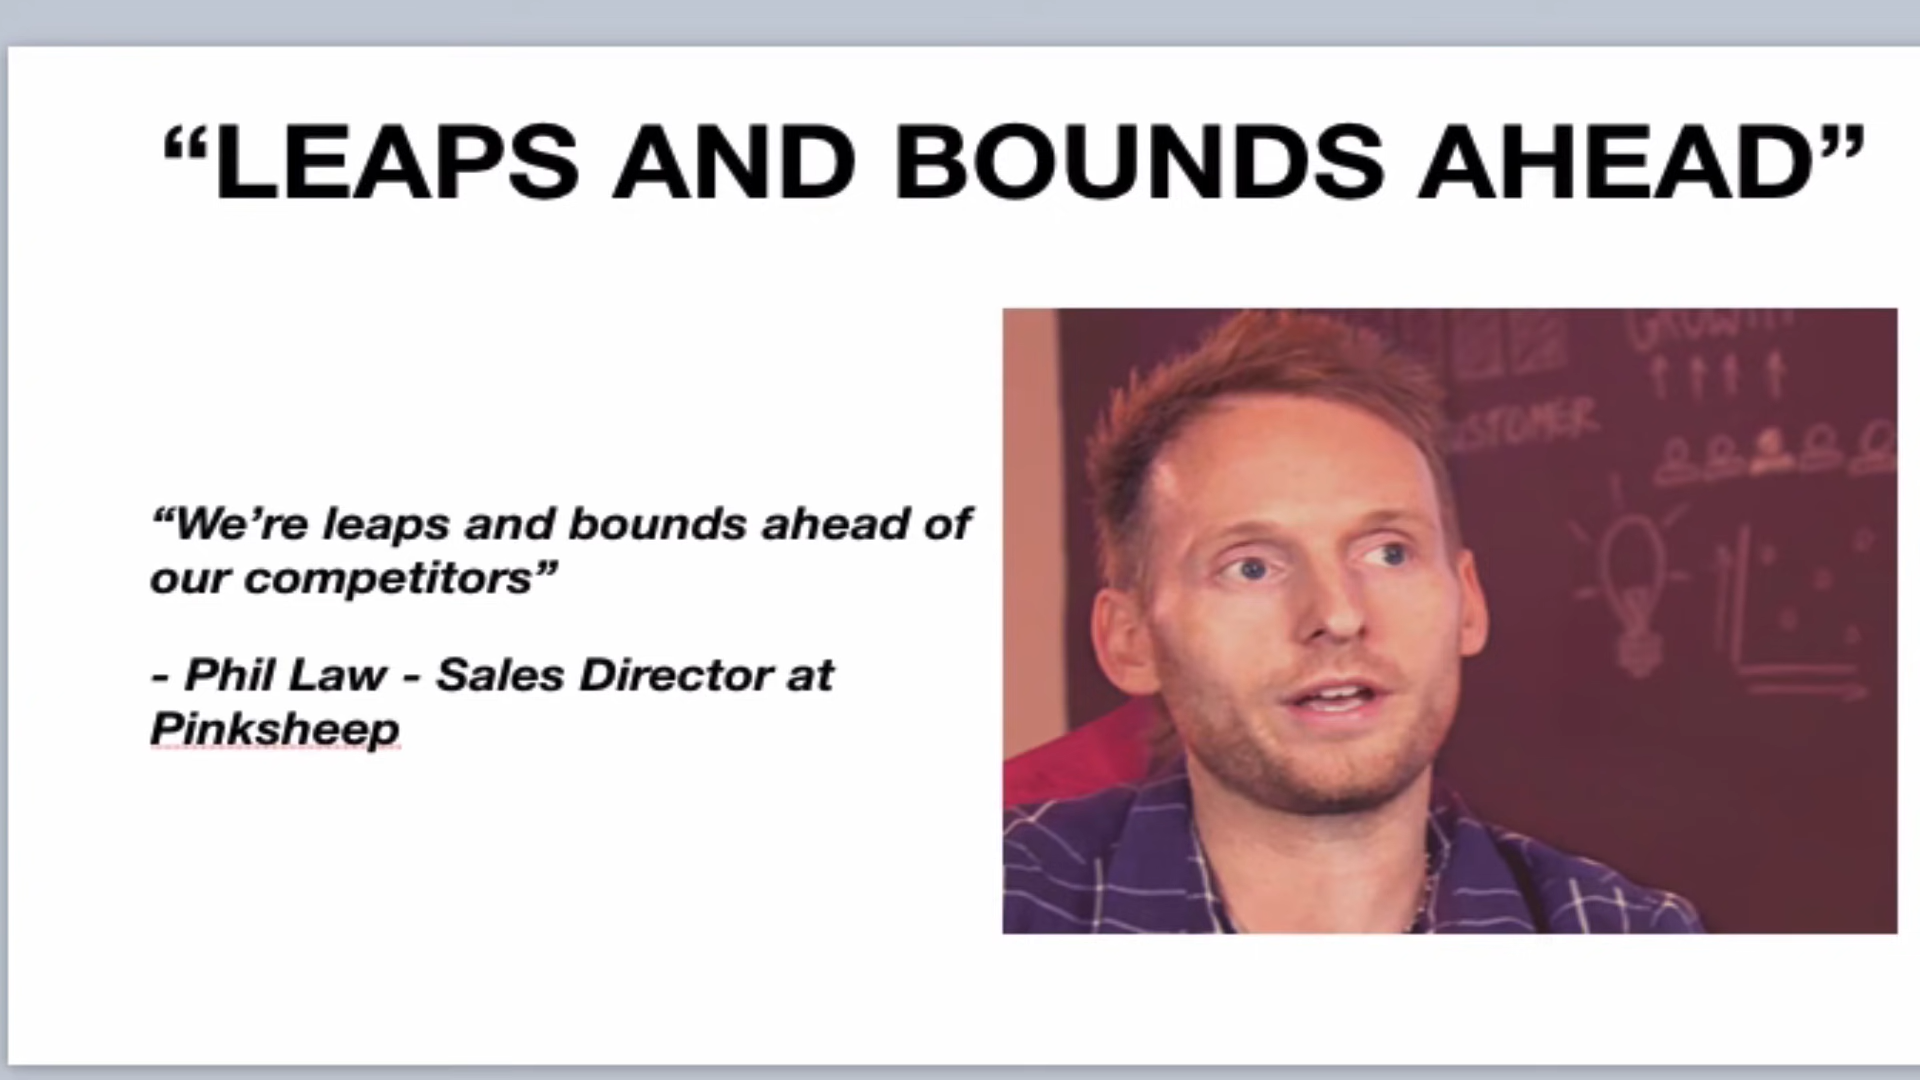 “LEAPS AND BOUNDS AHEAD”
GROWTH
CUSTOMER
“We’re leaps and bounds ahead of
our competitors”
- Phil Law - Sales Director at
Pinksheep